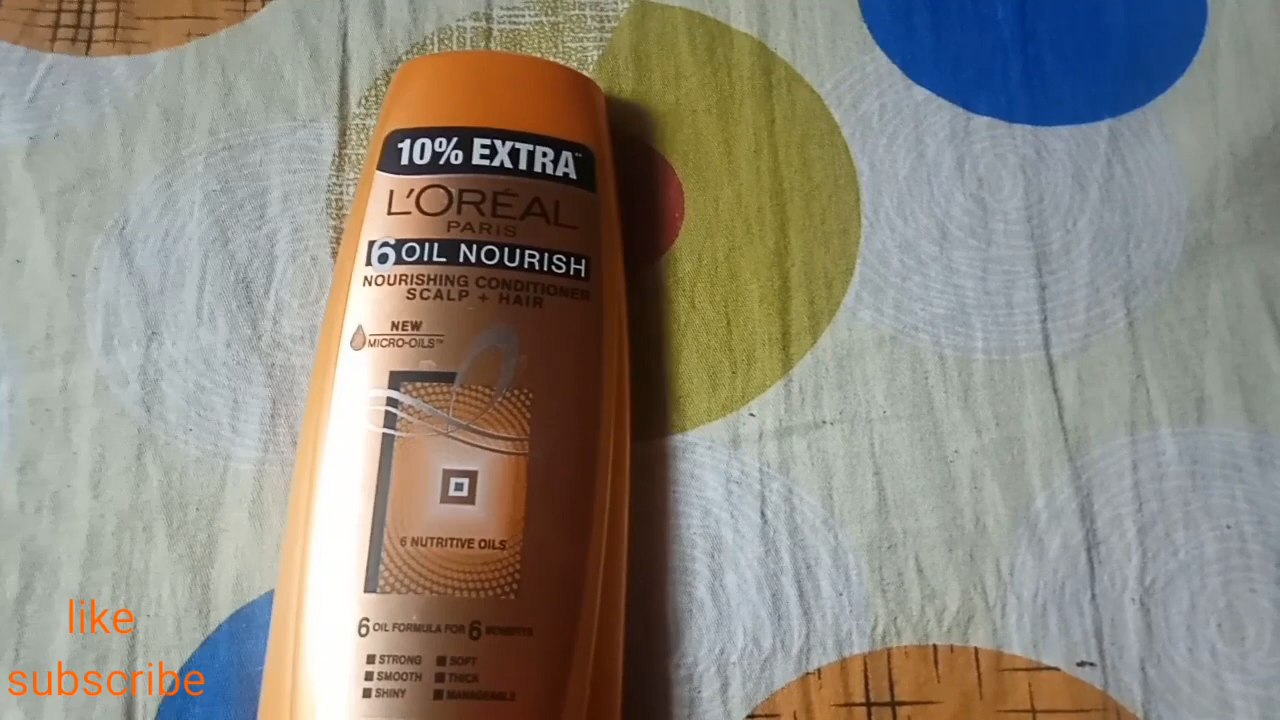 10% EXTRA
L'ORÉAL
PARIS
6 OIL NOURISH
NOURISHING CONDITIONER
SCALP + HAIR
NEW
MICRO-OILS™
6 NUTRITIVE OILS
6 OIL FORMULA FOR 6 BENEFITS
STRONG SOFT
SMOOTH THICK
SHINY MANAGEABLE
like
subscribe